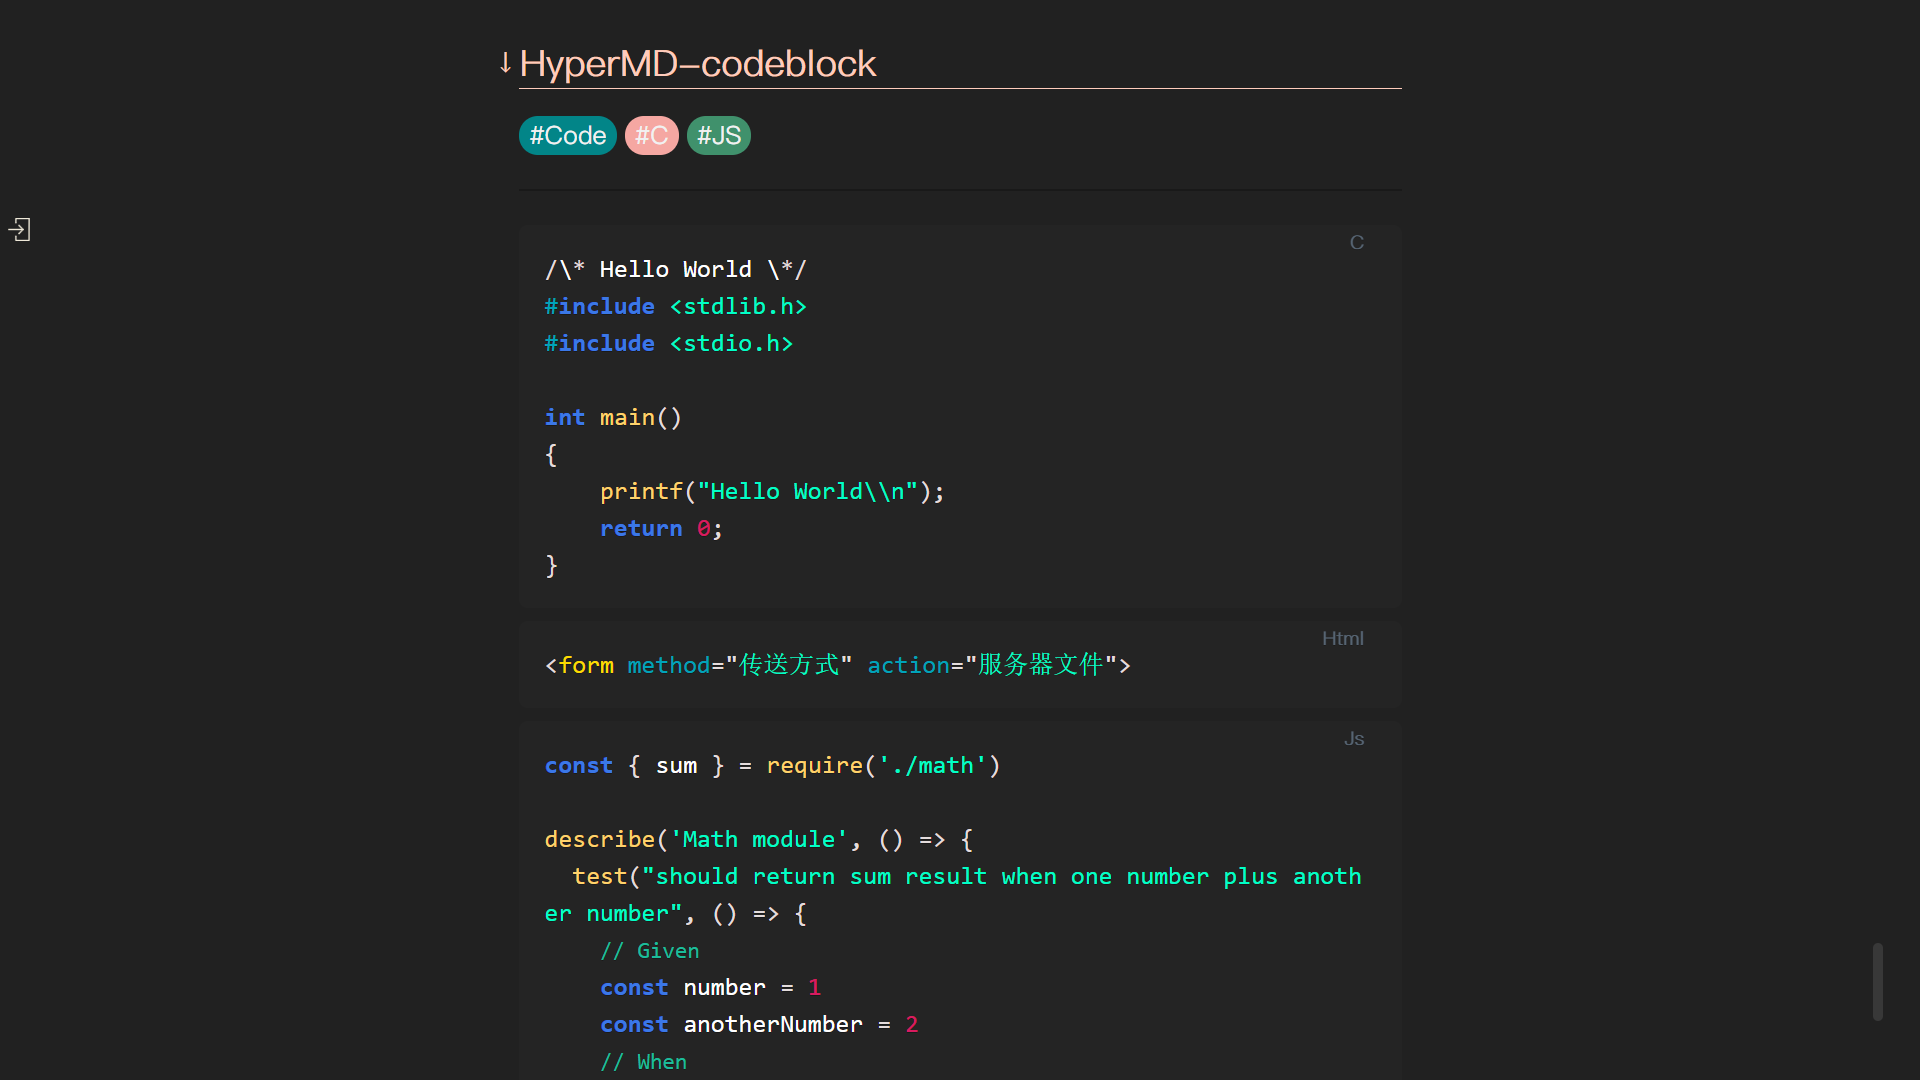 ↓ HyperMD-codeblock
#Code #C #JS
C
/\* Hello World \*/
#include <stdlib.h>
#include <stdio.h>

int main()
{
    printf("Hello World\\n");
    return 0;
}
Html
<form method="传送方式" action="服务器文件">
Js
const { sum } = require('./math')

describe('Math module', () => {
  test("should return sum result when one number plus anoth
er number", () => {
    // Given
    const number = 1
    const anotherNumber = 2
    // When